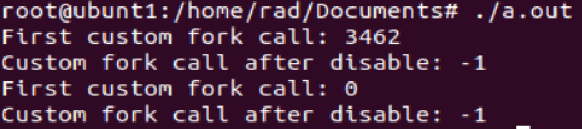 root@ubunt1:/home/rad/Documents# ./a.out
First custom fork call: 3462
Custom fork call after disable: -1
First custom fork call: 0
Custom fork call after disable: -1